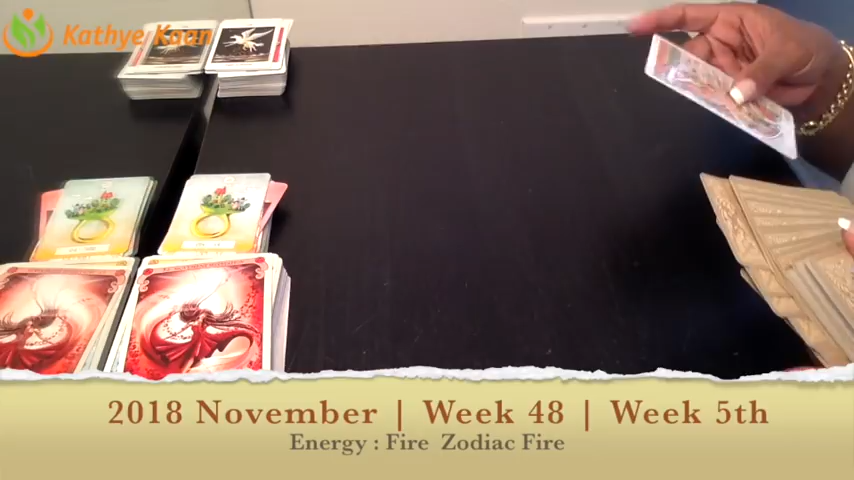 Kathye Kaan
2018 November | Week 48 | Week 5th
Energy : Fire Zodiac Fire